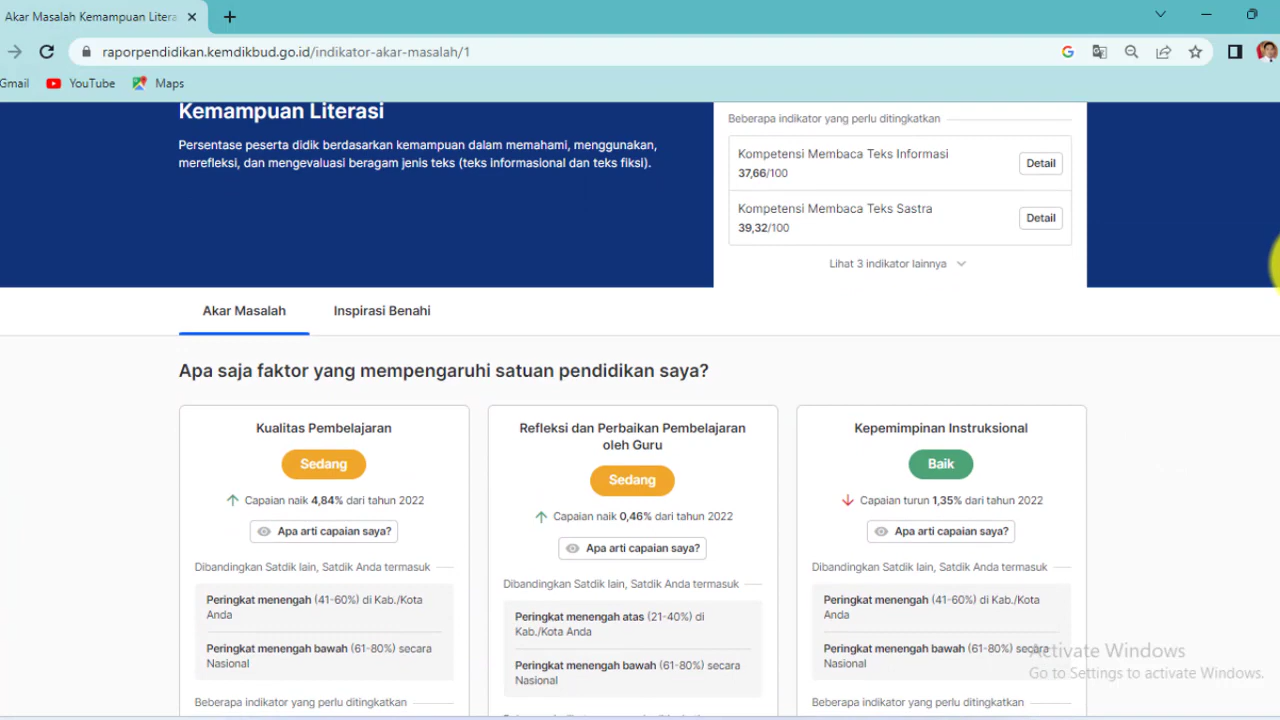 Akar Masalah Kemampuan Litera
raporpendidikan.kemdikbud.go.id/indikator-akar-masalah/1
Gmail
YouTube
Maps
Kemampuan Literasi
Persentase peserta didik berdasarkan kemampuan dalam memahami, menggunakan,
merefleksi, dan mengevaluasi beragam jenis teks (teks informasional dan teks fiksi).
Beberapa indikator yang perlu ditingkatkan
Kompetensi Membaca Teks Informasi
37,66/100
Detail
Kompetensi Membaca Teks Sastra
39,32/100
Detail
Lihat 3 indikator lainnya
Akar Masalah
Inspirasi Benahi
Apa saja faktor yang mempengaruhi satuan pendidikan saya?
Kualitas Pembelajaran
Sedang
Capaian naik 4,84% dari tahun 2022
Apa arti capaian saya?
Dibandingkan Satdik lain, Satdik Anda termasuk
Peringkat menengah (41-60%) di Kab./Kota
Anda
Peringkat menengah bawah (61-80%) secara
Nasional
Beberapa indikator yang perlu ditingkatkan
Refleksi dan Perbaikan Pembelajaran
oleh Guru
Sedang
Capaian naik 0,46% dari tahun 2022
Apa arti capaian saya?
Dibandingkan Satdik lain, Satdik Anda termasuk
Peringkat menengah atas (21-40%) di
Kab./Kota Anda
Peringkat menengah bawah (61-80%) secara
Nasional
Kepemimpinan Instruksional
Baik
Capaian turun 1,35% dari tahun 2022
Apa arti capaian saya?
Dibandingkan Satdik lain, Satdik Anda termasuk
Peringkat menengah (41-60%) di Kab./Kota
Anda
Peringkat menengah bawah (61-80%) secara
Nasional
Beberapa indikator yang perlu ditingkatkan
Activate Windows
Go to Settings to activate Windows.